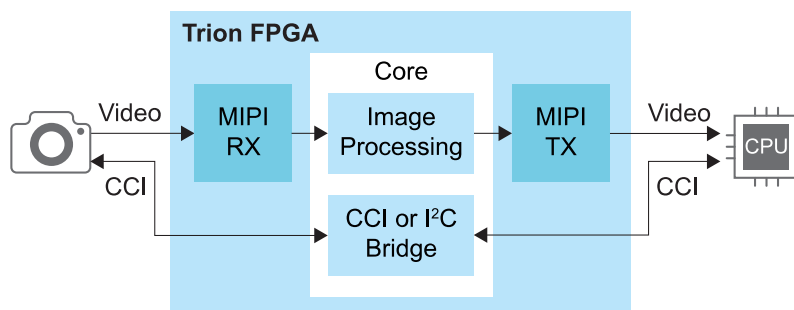 Trion FPGA
Core
Video
MIPI
RX
Image
Processing
MIPI
TX
Video
CPU
CCI
CCI or I²C
Bridge
CCI